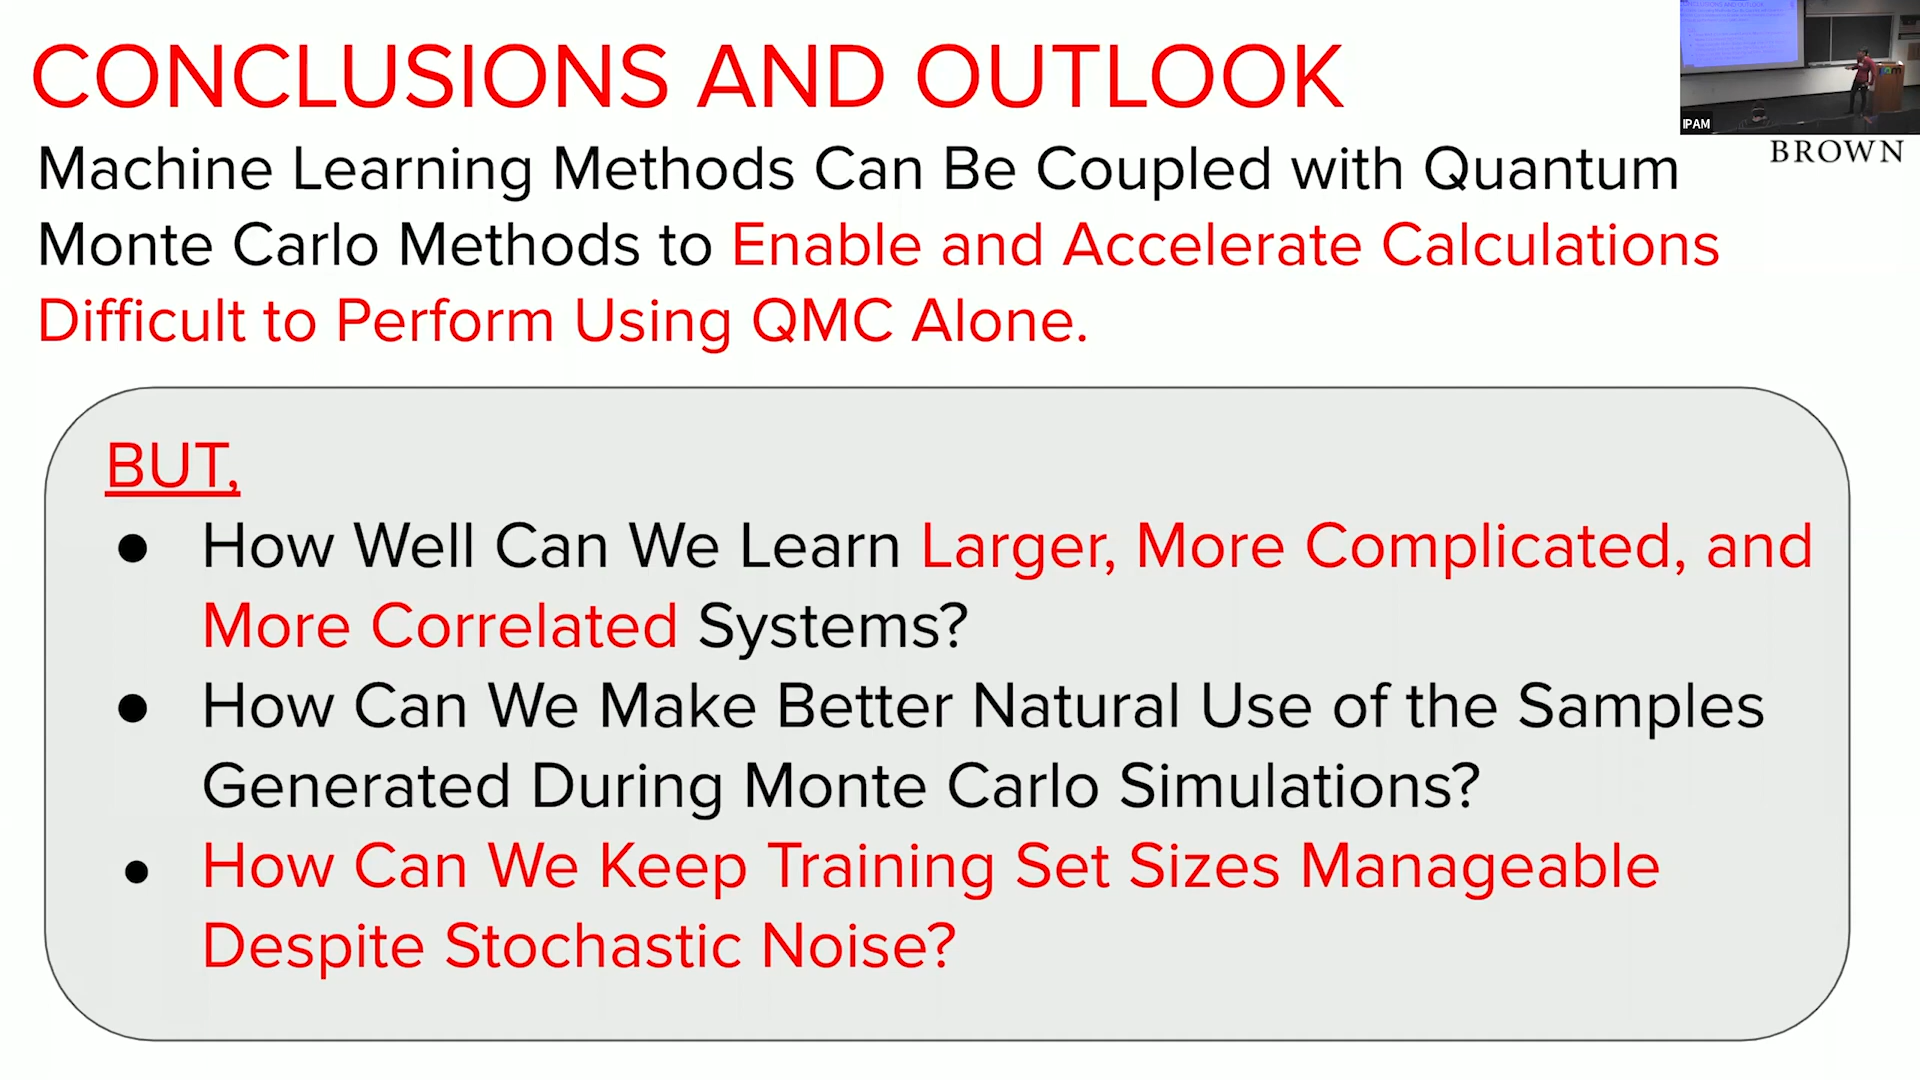 CONCLUSIONS AND OUTLOOK
IPAM
BROWN
Machine Learning Methods Can Be Coupled with Quantum
Monte Carlo Methods to Enable and Accelerate Calculations
Difficult to Perform Using QMC Alone.
BUT,
● How Well Can We Learn Larger, More Complicated, and
More Correlated Systems?
● How Can We Make Better Natural Use of the Samples
Generated During Monte Carlo Simulations?
● How Can We Keep Training Set Sizes Manageable
Despite Stochastic Noise?